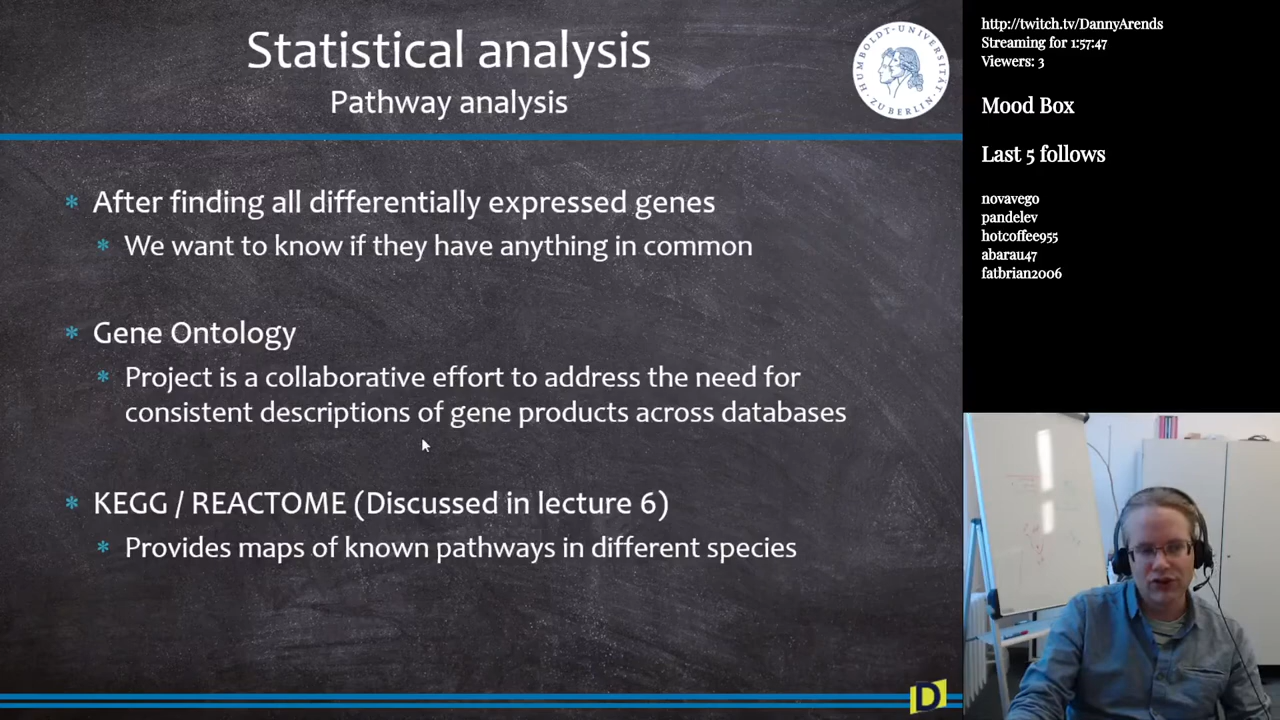 Statistical analysis
Pathway analysis
HUMBOLDT-UNIVERSITÄT
ZU BERLIN
* After finding all differentially expressed genes
* We want to know if they have anything in common
* Gene Ontology
* Project is a collaborative effort to address the need for
consistent descriptions of gene products across databases
* KEGG / REACTOME (Discussed in lecture 6)
* Provides maps of known pathways in different species
D
http://twitch.tv/DannyArends
Streaming for 1:57:47
Viewers: 3
Mood Box
Last 5 follows
novavego
pandelev
hotcoffee955
abarau47
fatbrian2006